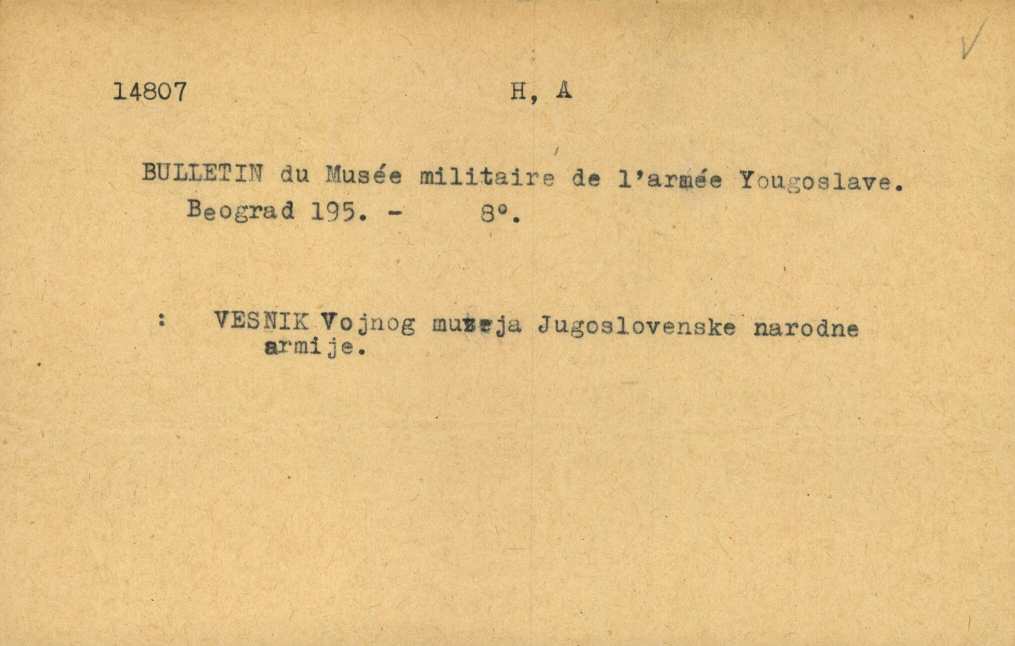 14807 H, A
BULLETIN du Musée militaire de l'armée Yougoslave.
Beograd 195. - 8°.
: VESNIK Vojnog muzeja Jugoslovenske narodne
armije.